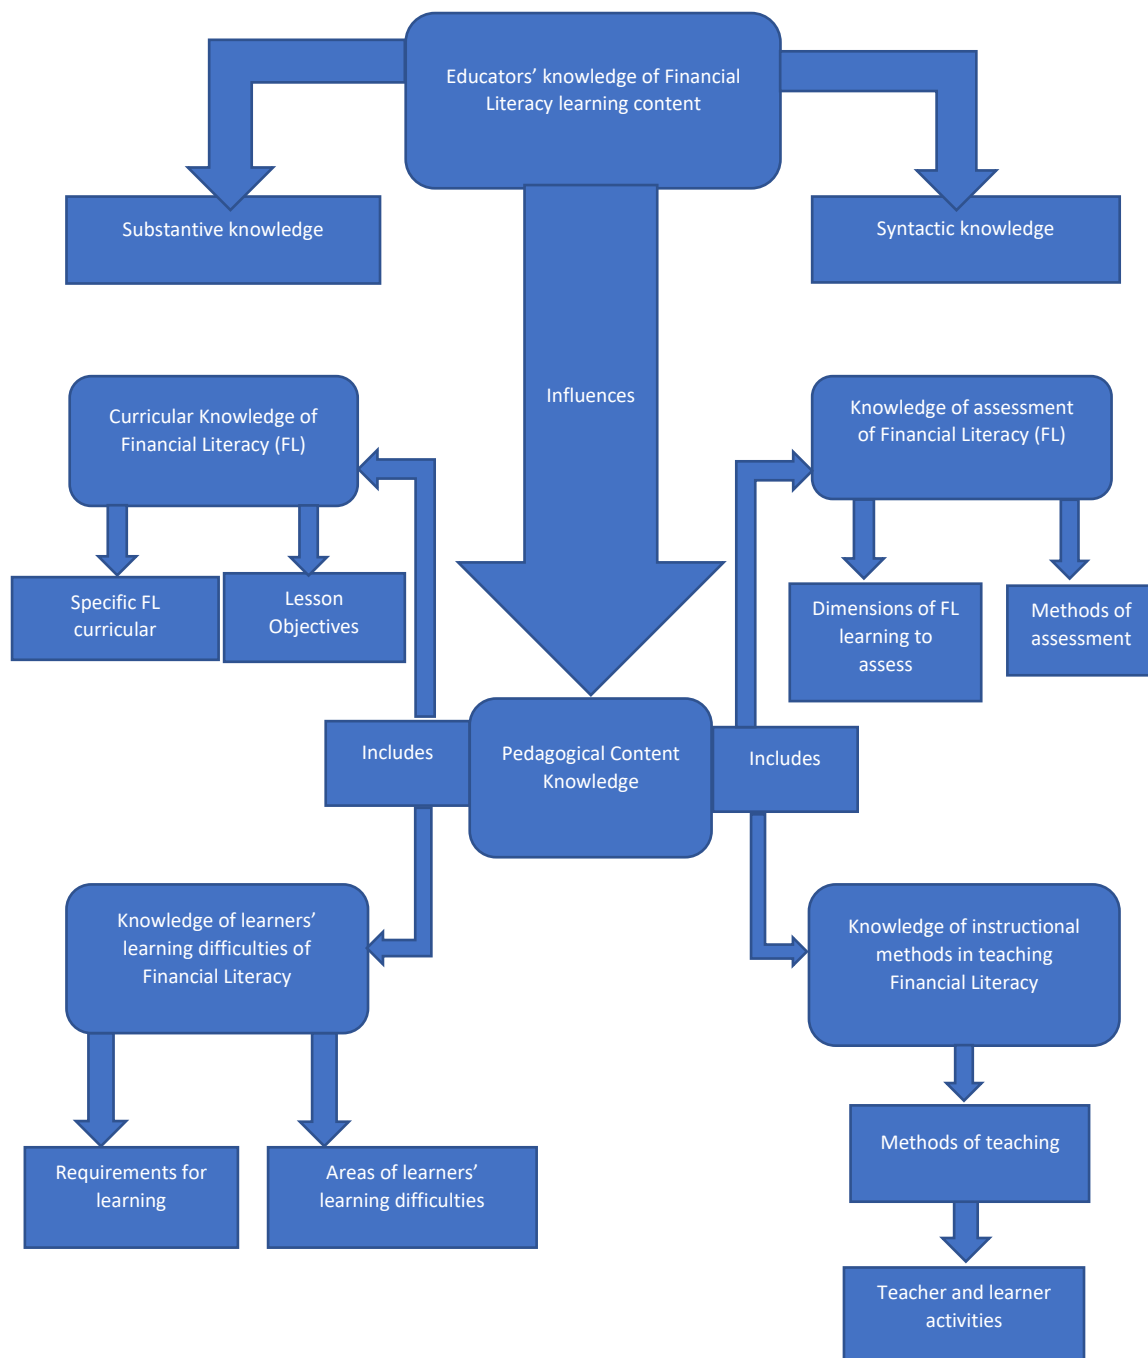 Educators’ knowledge of Financial
Literacy learning content
Substantive knowledge
Syntactic knowledge
Influences
Curricular Knowledge of
Financial Literacy (FL)
Knowledge of assessment
of Financial Literacy (FL)
Specific FL
curricular
Lesson
Objectives
Dimensions of FL
learning to
assess
Methods of
assessment
Includes
Pedagogical Content
Knowledge
Includes
Knowledge of learners’
learning difficulties of
Financial Literacy
Knowledge of instructional
methods in teaching
Financial Literacy
Requirements for
learning
Areas of learners’
learning difficulties
Methods of teaching
Teacher and learner
activities